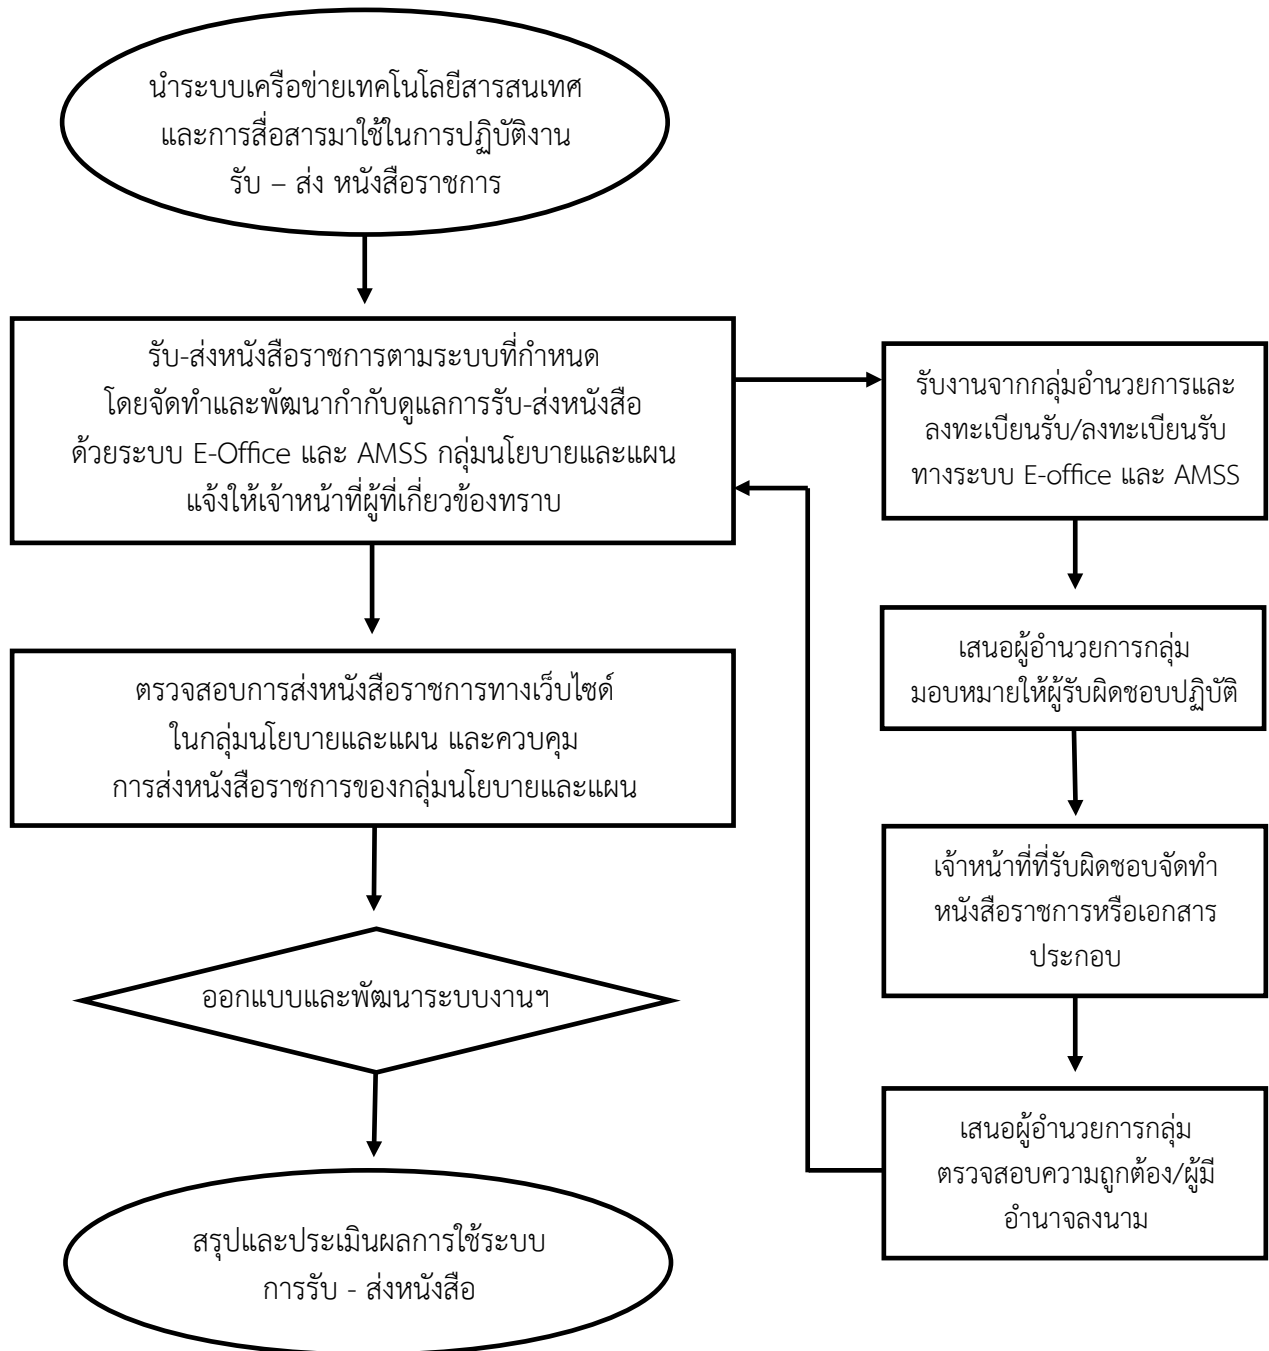 นำระบบเครือข่ายเทคโนโลยีสารสนเทศ
และการสื่อสารมาใช้ในการปฏิบัติงาน
รับ – ส่ง หนังสือราชการ
รับ-ส่งหนังสือราชการตามระบบที่กำหนด
โดยจัดทำและพัฒนากำกับดูแลการรับ-ส่งหนังสือ
ด้วยระบบ E-Office และ AMSS กลุ่มนโยบายและแผน
แจ้งให้เจ้าหน้าที่ผู้ที่เกี่ยวข้องทราบ
ตรวจสอบการส่งหนังสือราชการทางเว็บไซด์
ในกลุ่มนโยบายและแผน และควบคุม
การส่งหนังสือราชการของกลุ่มนโยบายและแผน
ออกแบบและพัฒนาระบบงานฯ
สรุปและประเมินผลการใช้ระบบ
การรับ - ส่งหนังสือ
รับงานจากกลุ่มอำนวยการและ
ลงทะเบียนรับ/ลงทะเบียนรับ
ทางระบบ E-office และ AMSS
เสนอผู้อำนวยการกลุ่ม
มอบหมายให้ผู้รับผิดชอบปฏิบัติ
เจ้าหน้าที่ที่รับผิดชอบจัดทำ
หนังสือราชการหรือเอกสาร
ประกอบ
เสนอผู้อำนวยการกลุ่ม
ตรวจสอบความถูกต้อง/ผู้มี
อำนาจลงนาม